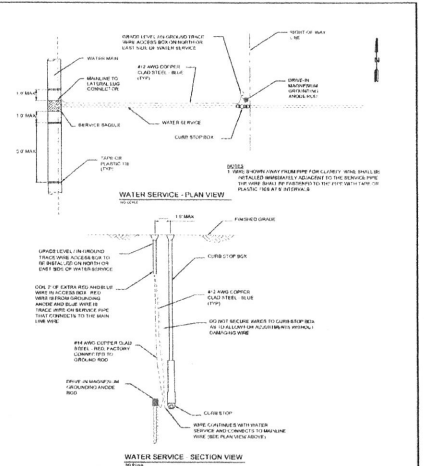 GRADE LEVEL / IN GROUND
TRACE WIRE ACCESS BOX ON NORTH OR
EAST SIDE OF WATER SERVICE
RIGHT-OF-WAY
LINE
WATER MAIN
#12 AWG COPPER
CLAD STEEL - BLUE
(TYP)
MAINLINE TO
LATERAL LUG
CONNECTOR
DRIVE-IN
MAGNESIUM
GROUNDING
ANODE ROD
1.0' MAX
1.0' MAX
WATER SERVICE
SERVICE SADDLE
CURB STOP BOX
TAPE OR
PLASTIC TIE
(TYP)
NOTES
1. WIRE SHOWN AWAY FROM PIPE FOR CLARITY. WIRE SHALL BE
INSTALLED IMMEDIATELY ADJACENT TO THE SERVICE PIPE.
THE WIRE SHALL BE FASTENED TO THE PIPE WITH TAPE OR
PLASTIC TIES AT INTERVALS
WATER SERVICE - PLAN VIEW
NO SCALE
1.0' MAX
FINISHED GRADE
GRADE LEVEL / IN GROUND
TRACE WIRE ACCESS BOX TO
BE INSTALLED ON NORTH OR
EAST SIDE OF WATER SERVICE
CURB STOP BOX
COIL 2' OF EXTRA RED AND BLUE
WIRE IN ACCESS BOX. RED
WIRE IS FROM GROUNDING
ANODE AND BLUE WIRE IS
TRACE WIRE ON SERVICE PIPE
THAT CONNECTS TO THE MAIN
LINE WIRE
#12 AWG COPPER
CLAD STEEL - BLUE
(TYP)
DO NOT SECURE WIRES TO CURB STOP BOX
AS TO ALLOW FOR ADJUSTMENTS WITHOUT
DAMAGING WIRE
#14 AWG COPPER CLAD
STEEL - RED, FACTORY
CONNECTED TO
GROUND ROD
DRIVE-IN MAGNESIUM
GROUNDING ANODE
ROD
CURB STOP
WIRE CONTINUES WITH WATER
SERVICE AND CONNECTS TO MAINLINE
WIRE (SEE PLAN VIEW ABOVE)
WATER SERVICE - SECTION VIEW
NO SCALE